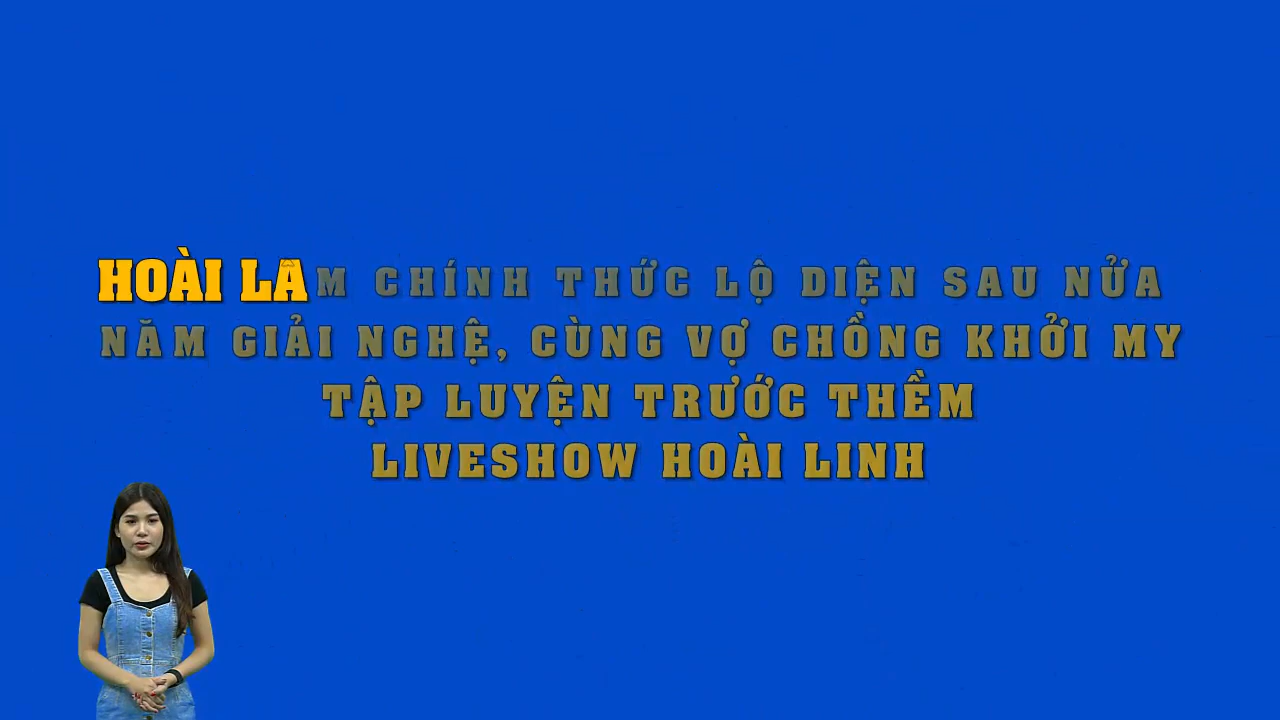 HOÀI LÂM CHÍNH THỨC LỘ DIỆN SAU NỬA
NĂM GIẢI NGHỆ, CÙNG VỢ CHỒNG KHỞI MY
TẬP LUYỆN TRƯỚC THỀM
LIVESHOW HOÀI LINH